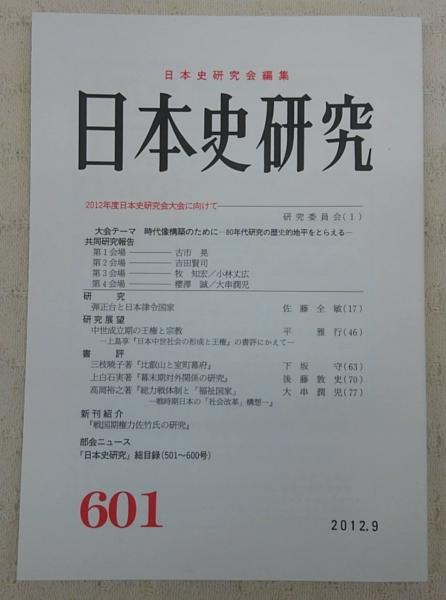 日本史研究会編集
日本史研究
2012年度日本史研究会大会に向けて
研究委員会(1)
大会テーマ 時代像構築のために―80年代研究の歴史的地平をとらえる―
共同研究報告
第1会場 ――― 古市 晃
第2会場 ――― 吉田賢司
第3会場 ――― 牧 知宏/小林丈広
第4会場 ――― 櫻澤 誠/大串潤児
研究
弾正台と日本律令国家 佐藤全敏(17)
研究展望
中世成立期の王権と宗教 平 雅行(46)
―上島享『日本中世社会の形成と王権』の書評にかえて―
書評
三枝暁子著『比叡山と室町幕府』 下坂 守(63)
上白石実著『幕末期対外関係の研究』 後藤敦史(70)
高岡裕之著『総力戦体制と「福祉国家」 大串潤児(77)
―戦時期日本の「社会改革」構想―』
新刊紹介
『戦国期権力佐竹氏の研究』
部会ニュース
『日本史研究』総目録(501~600号)
601
2012.9